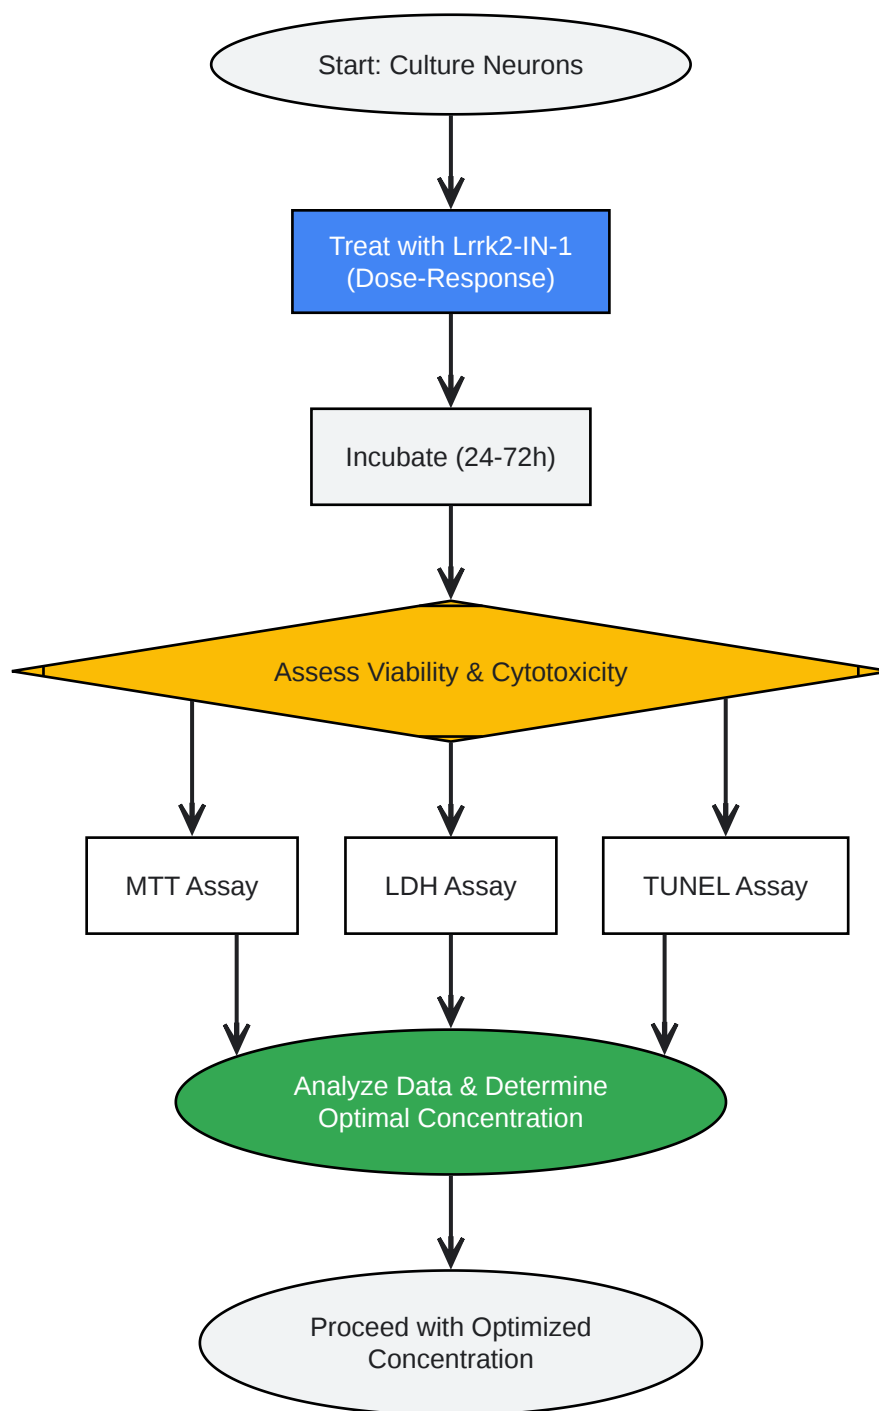 Start: Culture Neurons
Treat with Lrrk2-IN-1
(Dose-Response)
Incubate (24-72h)
Assess Viability & Cytotoxicity
MTT Assay
LDH Assay
TUNEL Assay
Analyze Data & Determine
Optimal Concentration
Proceed with Optimized
Concentration